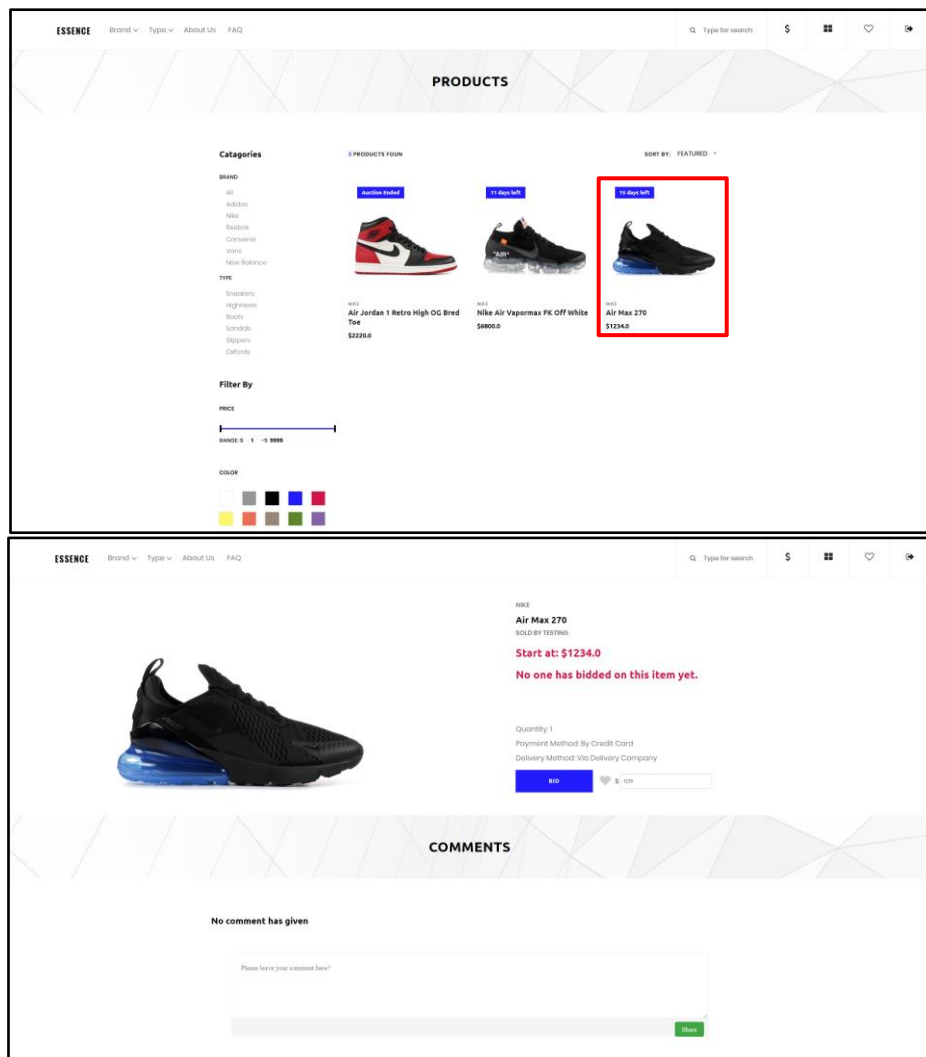 ESSENCE Brand Type About Us FAQ Type for search $
PRODUCTS
Catagories
BRAND
All
Adidas
Nike
Reebok
Converse
Vans
New Balance
TYPE
Sneakers
HighHeels
Boots
Sandals
Slippers
Oxfords
Filter By
PRICE
RANGE: $ 1 -$ 9999
COLOR
3 PRODUCTS FOUN
SORT BY: FEATURED
Auction Ended
NIKE
Air Jordan 1 Retro High OG Bred
Toe
$2220.0
11 days left
"AIR"
NIKE
Nike Air Vapormax FK Off White
$6800.0
15 days left
NIKE
Air Max 270
$1234.0
ESSENCE Brand Type About Us FAQ Type for search $
NIKE
Air Max 270
SOLD BY TESTING
Start at: $1234.0
No one has bidded on this item yet.
Quantity: 1
Payment Method: By Credit Card
Delivery Method: Via Delivery Company
BID $
COMMENTS
No comment has given
Please leave your comment here?
Share